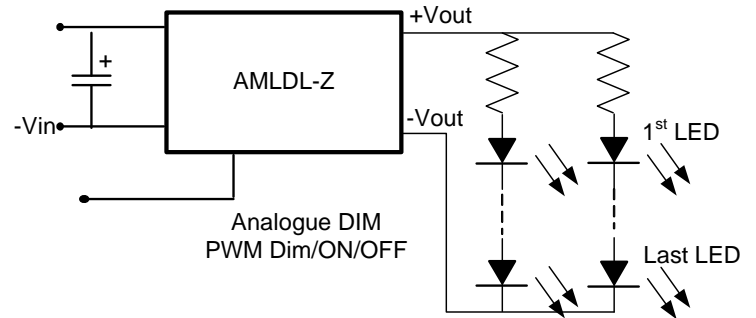 +Vout
+
AMLDL-Z
-Vin
-Vout
1st LED
Analogue DIM
PWM Dim/ON/OFF
Last LED